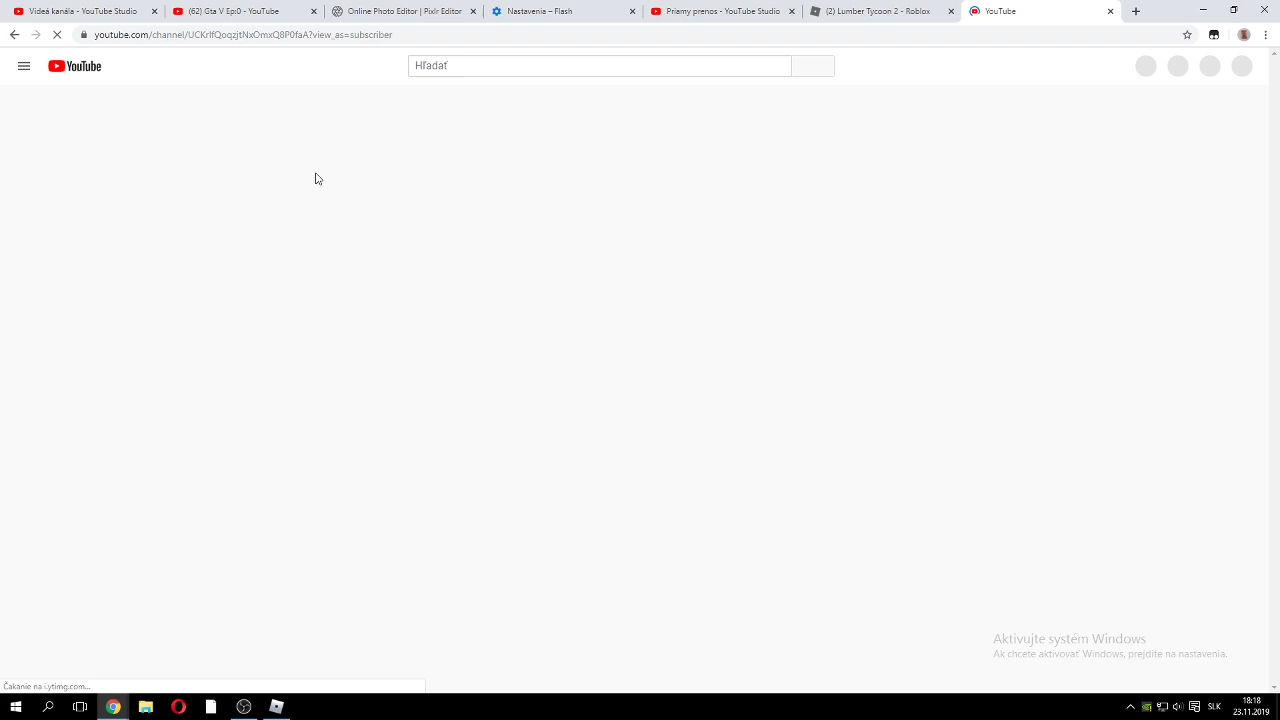 Videá kanála - YouTube Studio
(62) Gta V Ep:0 - YouTube
Online Photo Editor | Pixlr Editor
Nastavenia – Flash
Priamy prenos - YouTube Studio
(2) Lumber Tycoon 2 - Roblox
YouTube
youtube.com/channel/UCKrIfQoqzjtNxOmxQ8P0faA?view_as=subscriber
YouTube
Hľadať
Aktivujte systém Windows
Ak chcete aktivovať Windows, prejdite na nastavenia.
Čakanie na i.ytimg.com...
SLK
18:18
23.11.2019